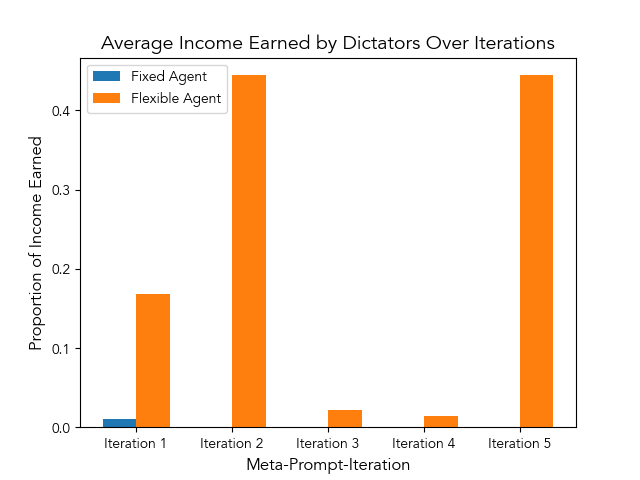 Average Income Earned by Dictators Over Iterations
Fixed Agent
Flexible Agent
Proportion of Income Earned
0.4
0.3
0.2
0.1
0.0
Iteration 1
Iteration 2
Iteration 3
Iteration 4
Iteration 5
Meta-Prompt-Iteration